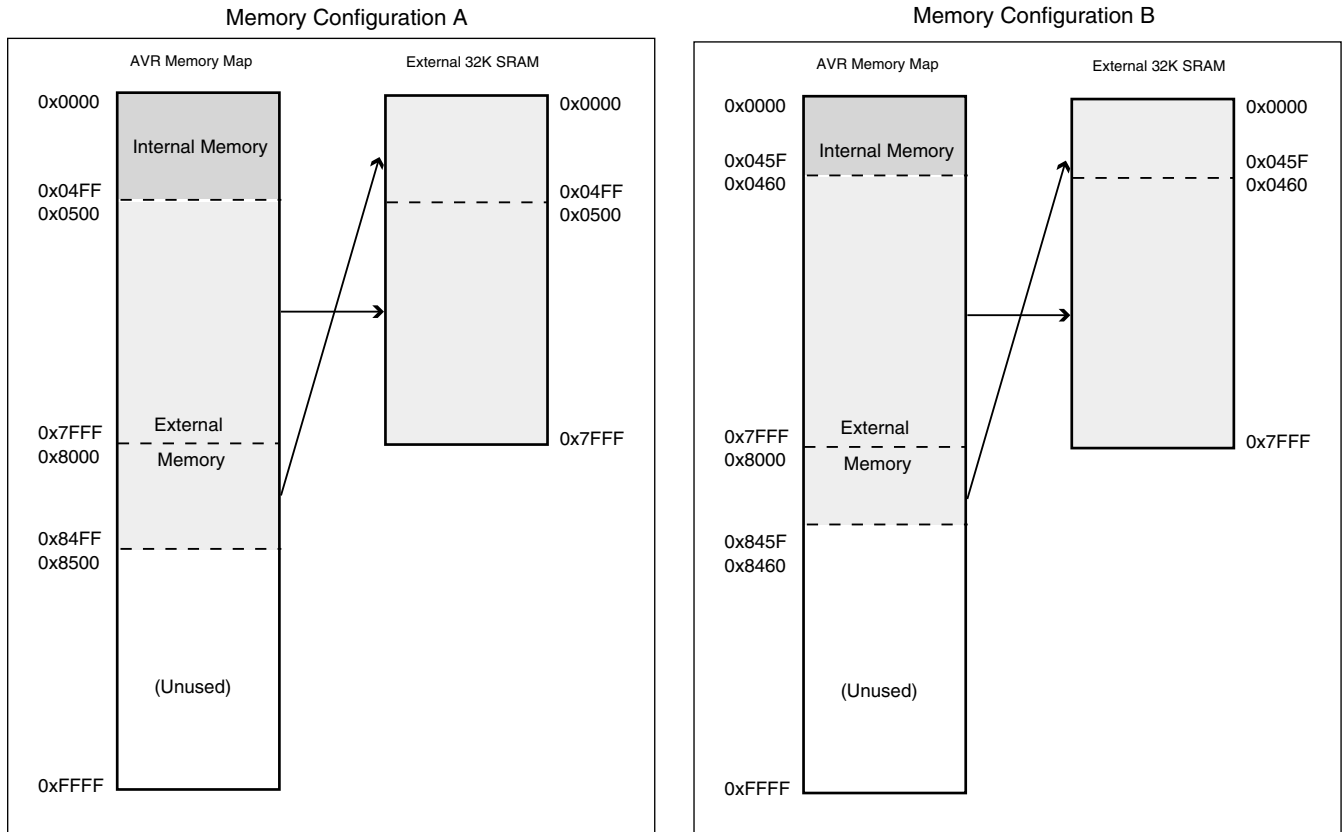 Memory Configuration A
AVR Memory Map
External 32K SRAM
0x0000
0x0000
Internal Memory
0x04FF
0x04FF
0x0500
0x0500
External
0x7FFF
0x7FFF
0x8000
Memory
0x84FF
0x8500
(Unused)
0xFFFF
Memory Configuration B
AVR Memory Map
External 32K SRAM
0x0000
0x0000
Internal Memory
0x045F
0x045F
0x0460
0x0460
External
0x7FFF
0x7FFF
0x8000
Memory
0x845F
0x8460
(Unused)
0xFFFF